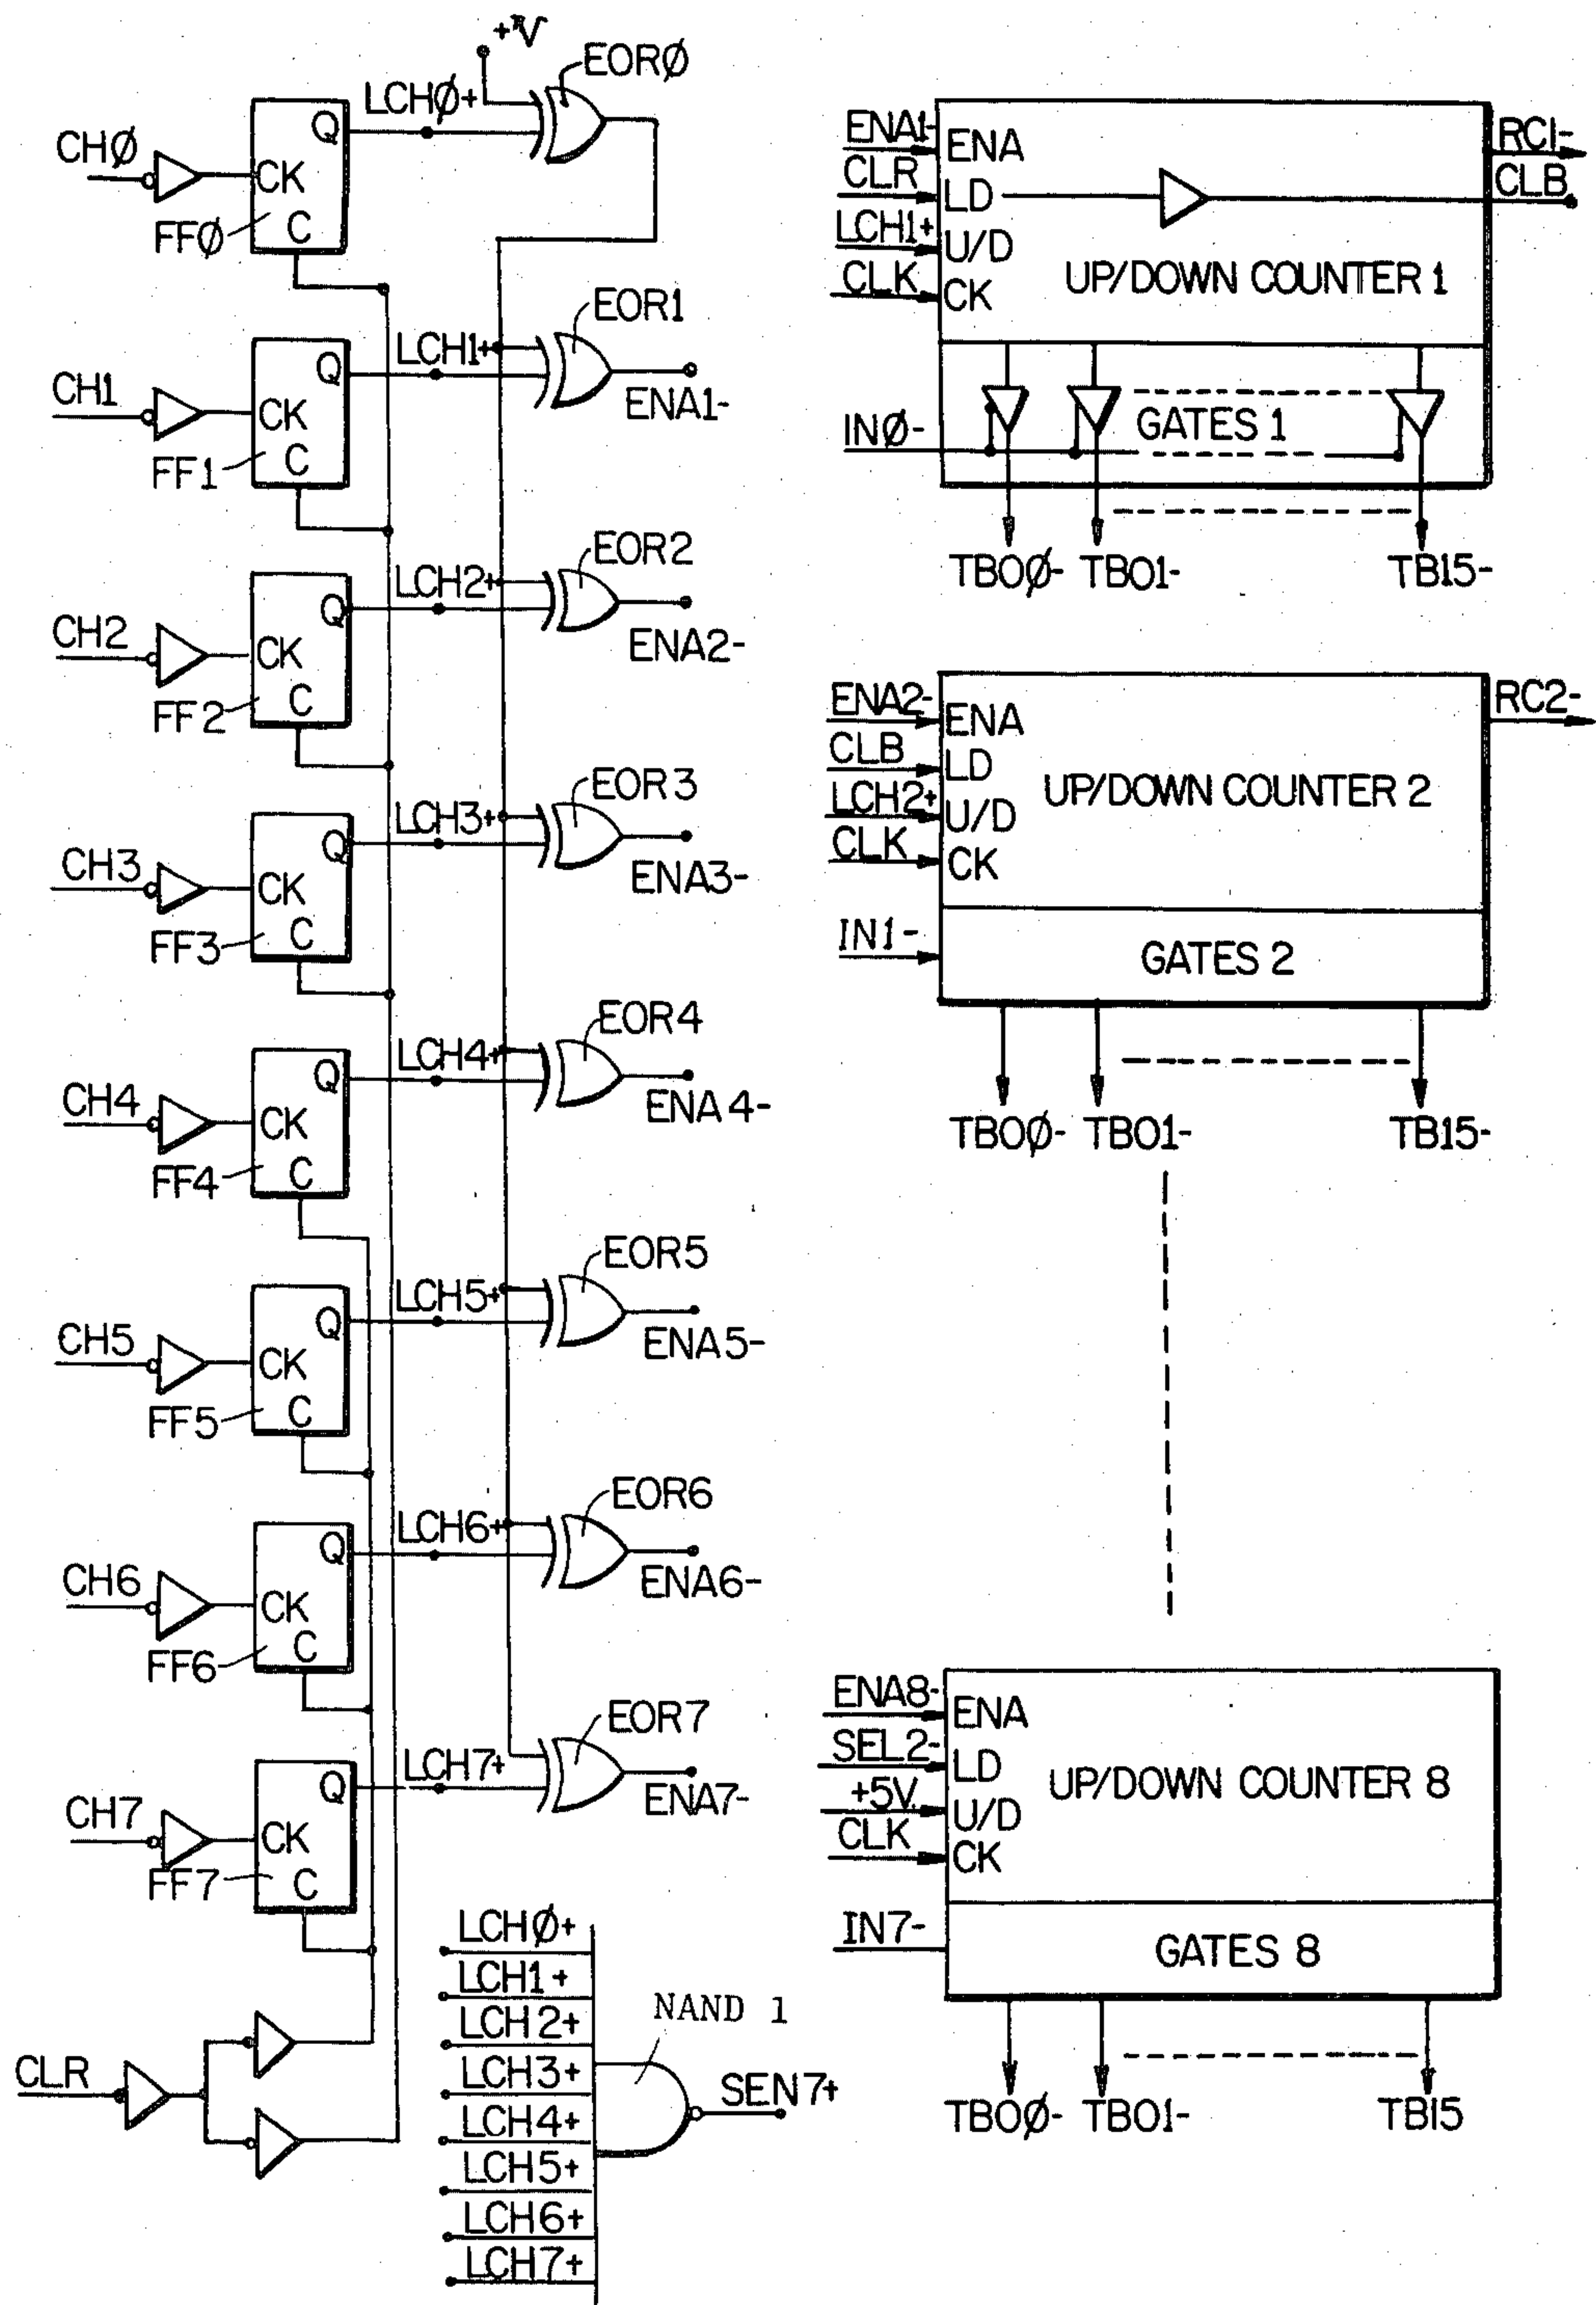 +V
EORØ
LCHØ+
Q
CHØ
CK
FFØ
C
EOR1
LCH1+
Q
CH1
CK
ENA1-
FF1
C
EOR2
LCH2+
Q
CH2
CK
ENA2-
FF2
C
EOR3
LCH3+
Q
CH3
CK
ENA3-
FF3
C
EOR4
LCH4+
Q
CH4
CK
ENA4-
FF4
C
EOR5
LCH5+
Q
CH5
CK
ENA5-
FF5
C
EOR6
LCH6+
Q
CH6
CK
ENA6-
FF6
C
EOR7
LCH7+
Q
CH7
CK
ENA7-
FF7
C
CLR
LCHØ+
LCH1+
LCH2+
LCH3+
LCH4+
LCH5+
LCH6+
LCH7+
NAND 1
SEN7+
ENA1- ENA
RC1-
CLR LD
CLB
LCH1+ U/D
UP/DOWN COUNTER 1
CLK CK
INØ-
GATES 1
TBOØ- TBO1- TB15-
ENA2- ENA
RC2-
CLB LD
UP/DOWN COUNTER 2
LCH2+ U/D
CLK CK
IN1-
GATES 2
TBOØ- TBO1- TB15-
ENA8- ENA
SEL2- LD
UP/DOWN COUNTER 8
+5V U/D
CLK CK
IN7-
GATES 8
TBOØ- TBO1- TB15